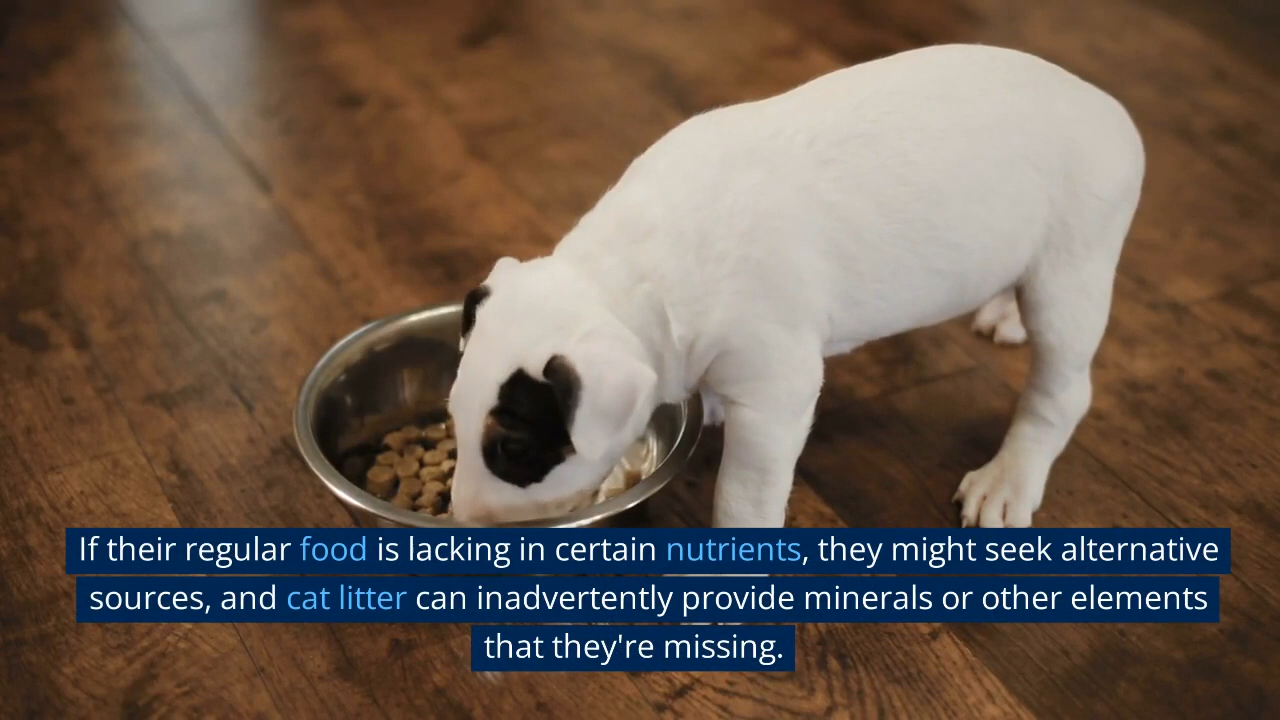 If their regular food is lacking in certain nutrients, they might seek alternative
sources, and cat litter can inadvertently provide minerals or other elements
that they're missing.